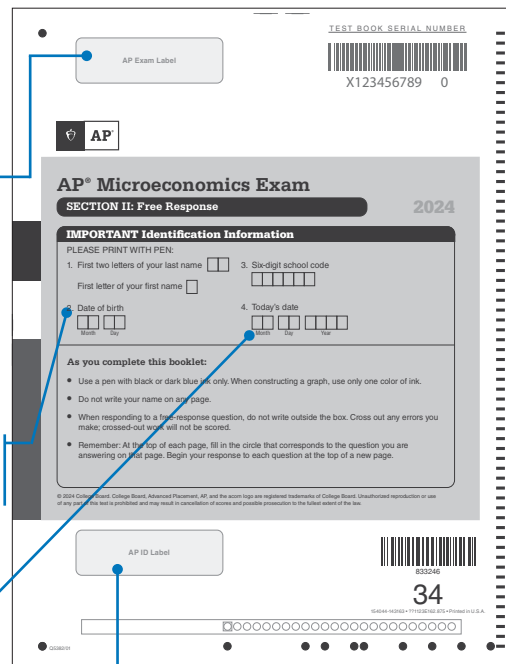 TEST BOOK SERIAL NUMBER
AP Exam Label
X123456789 0
AP®
AP® Microeconomics Exam
SECTION II: Free Response
2024
IMPORTANT Identification Information
PLEASE PRINT WITH PEN:
1. First two letters of your last name
First letter of your first name
2. Date of birth
Month Day
3. Six-digit school code
4. Today's date
Month Day Year
As you complete this booklet:
• Use a pen with black or dark blue ink only. When constructing a graph, use only one color of ink.
• Do not write your name on any page.
• When responding to a free-response question, do not write outside the box. Cross out any errors you
make; crossed-out work will not be scored.
• Remember: At the top of each page, fill in the circle that corresponds to the question you are
answering on that page. Begin your response to each question at the top of a new page.
© 2024 College Board. College Board, Advanced Placement, AP, and the acorn logo are registered trademarks of College Board. Unauthorized reproduction or use
of any part of this test is prohibited and may result in cancellation of scores and possible prosecution to the fullest extent of the law.
AP ID Label
833246
34
Printed in U.S.A.